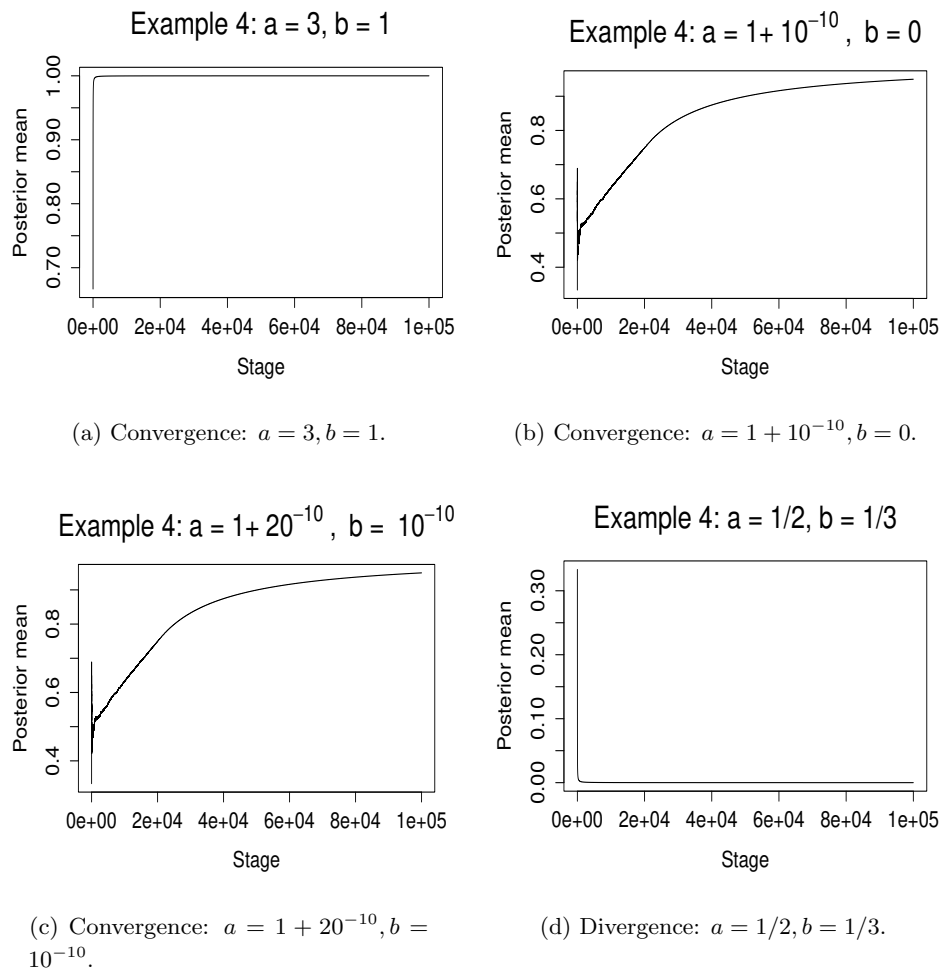 Example 4: a = 3, b = 1
Posterior mean
1.00
0.90
0.80
0.70
0e+00 2e+04 4e+04 6e+04 8e+04 1e+05
Stage
(a) Convergence: a = 3, b = 1.
Example 4: a = 1+ 10⁻¹⁰ , b = 0
Posterior mean
0.8
0.6
0.4
0e+00 2e+04 4e+04 6e+04 8e+04 1e+05
Stage
(b) Convergence: a = 1 + 10⁻¹⁰, b = 0.
Example 4: a = 1+ 20⁻¹⁰ , b = 10⁻¹⁰
Posterior mean
0.8
0.6
0.4
0e+00 2e+04 4e+04 6e+04 8e+04 1e+05
Stage
(c) Convergence: a = 1 + 20⁻¹⁰, b =
10⁻¹⁰.
Example 4: a = 1/2, b = 1/3
Posterior mean
0.30
0.20
0.10
0.00
0e+00 2e+04 4e+04 6e+04 8e+04 1e+05
Stage
(d) Divergence: a = 1/2, b = 1/3.